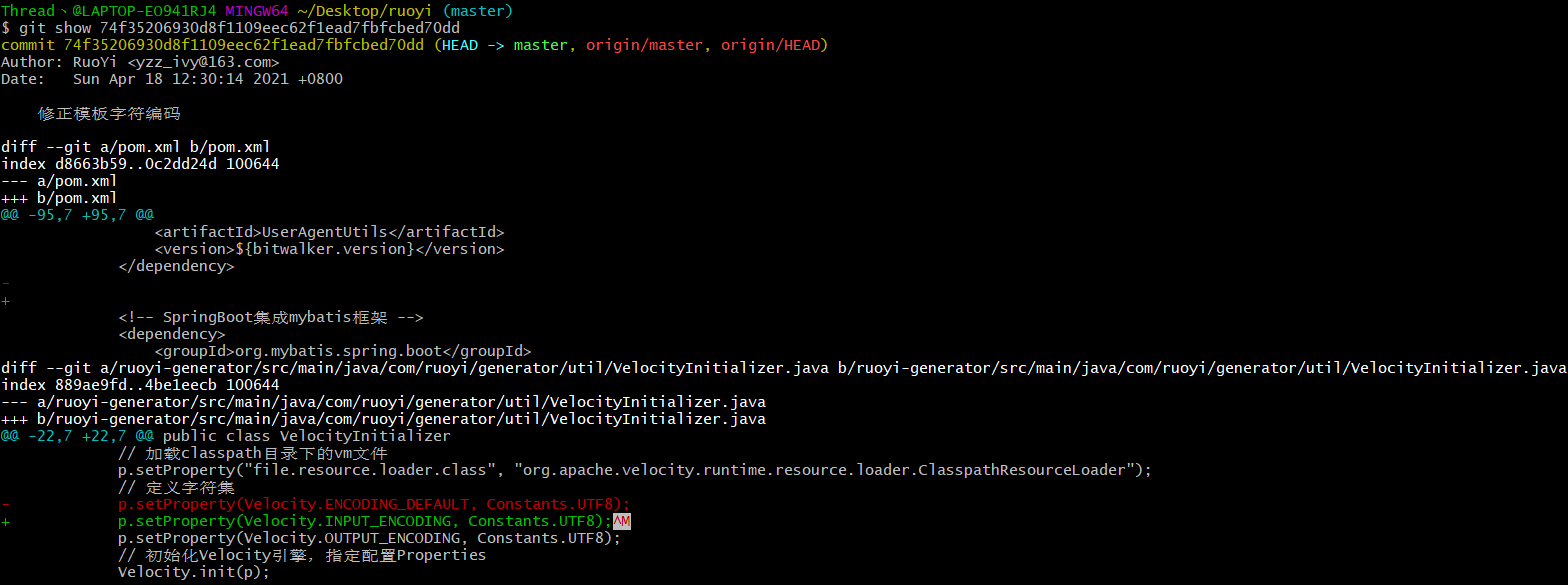 Thread、@LAPTOP-EO941RJ4 MINGW64 ~/Desktop/ruoyi (master)
$ git show 74f35206930d8f1109eec62f1ead7fbfcbed70dd
commit 74f35206930d8f1109eec62f1ead7fbfcbed70dd (HEAD -> master, origin/master, origin/HEAD)
Author: RuoYi <yzz_ivy@163.com>
Date:   Sun Apr 18 12:30:14 2021 +0800

    修正模板字符编码

diff --git a/pom.xml b/pom.xml
index d8663b59..0c2dd24d 100644
--- a/pom.xml
+++ b/pom.xml
@@ -95,7 +95,7 @@
                 <artifactId>UserAgentUtils</artifactId>
                 <version>${bitwalker.version}</version>
             </dependency>
-
+
             <!-- SpringBoot集成mybatis框架 -->
             <dependency>
                 <groupId>org.mybatis.spring.boot</groupId>
diff --git a/ruoyi-generator/src/main/java/com/ruoyi/generator/util/VelocityInitializer.java b/ruoyi-generator/src/main/java/com/ruoyi/generator/util/VelocityInitializer.java
index 889ae9fd..4be1eecb 100644
--- a/ruoyi-generator/src/main/java/com/ruoyi/generator/util/VelocityInitializer.java
+++ b/ruoyi-generator/src/main/java/com/ruoyi/generator/util/VelocityInitializer.java
@@ -22,7 +22,7 @@ public class VelocityInitializer
             // 加载classpath目录下的vm文件
             p.setProperty("file.resource.loader.class", "org.apache.velocity.runtime.resource.loader.ClasspathResourceLoader");
             // 定义字符集
-            p.setProperty(Velocity.ENCODING_DEFAULT, Constants.UTF8);
+            p.setProperty(Velocity.INPUT_ENCODING, Constants.UTF8);^M
             p.setProperty(Velocity.OUTPUT_ENCODING, Constants.UTF8);
             // 初始化Velocity引擎，指定配置Properties
             Velocity.init(p);